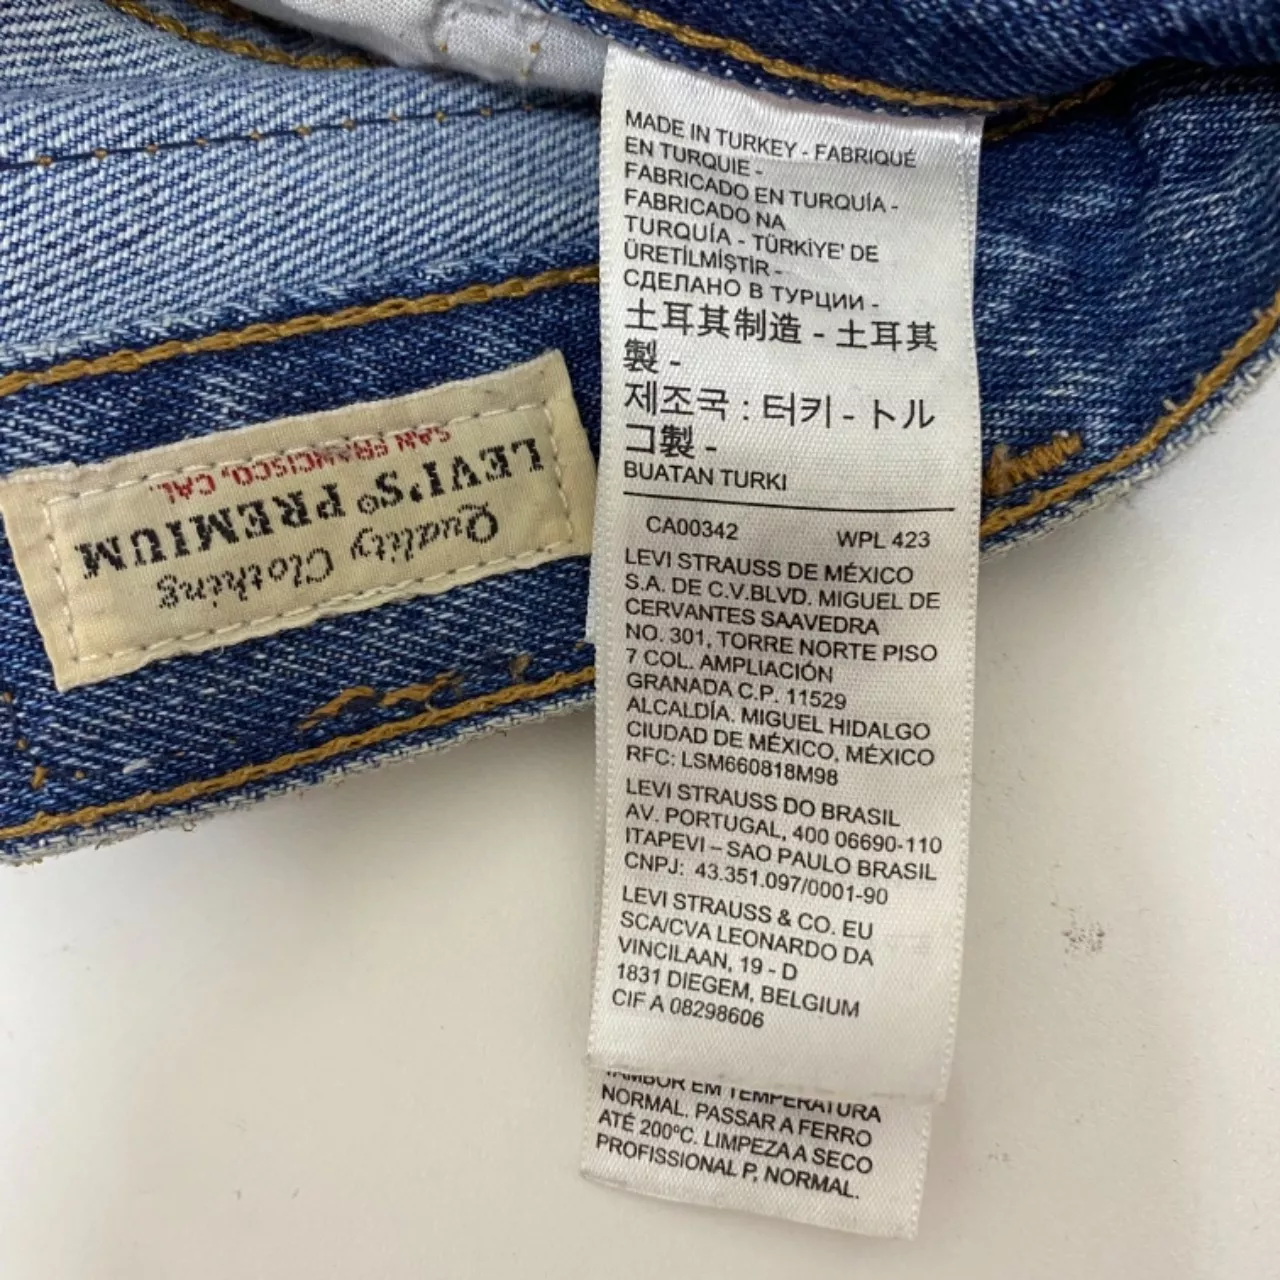 MADE IN TURKEY - FABRIQUÉ
EN TURQUIE -
FABRICADO EN TURQUÍA -
FABRICADO NA
TURQUÍA - TÜRKİYE' DE
ÜRETİLMİŞTİR -
СДЕЛАНО В ТУРЦИИ -
土耳其制造 - 土耳其
製 -
제조국 : 터키 - トル
コ製 -
BUATAN TURKI
CA00342 WPL 423
LEVI STRAUSS DE MÉXICO
S.A. DE C.V.BLVD. MIGUEL DE
CERVANTES SAAVEDRA
NO. 301, TORRE NORTE PISO
7 COL. AMPLIACIÓN
GRANADA C.P. 11529
ALCALDÍA. MIGUEL HIDALGO
CIUDAD DE MÉXICO, MÉXICO
RFC: LSM660818M98
LEVI STRAUSS DO BRASIL
AV. PORTUGAL, 400 06690-110
ITAPEVI – SAO PAULO BRASIL
CNPJ: 43.351.097/0001-90
LEVI STRAUSS & CO. EU
SCA/CVA LEONARDO DA
VINCILAAN, 19 - D
1831 DIEGEM, BELGIUM
CIF A 08298606
TAMBOR EM TEMPERATURA
NORMAL. PASSAR A FERRO
ATÉ 200ºC. LIMPEZA A SECO
PROFISSIONAL P, NORMAL.
Quality Clothing
LEVI'S® PREMIUM
SAN FRANCISCO, CAL.